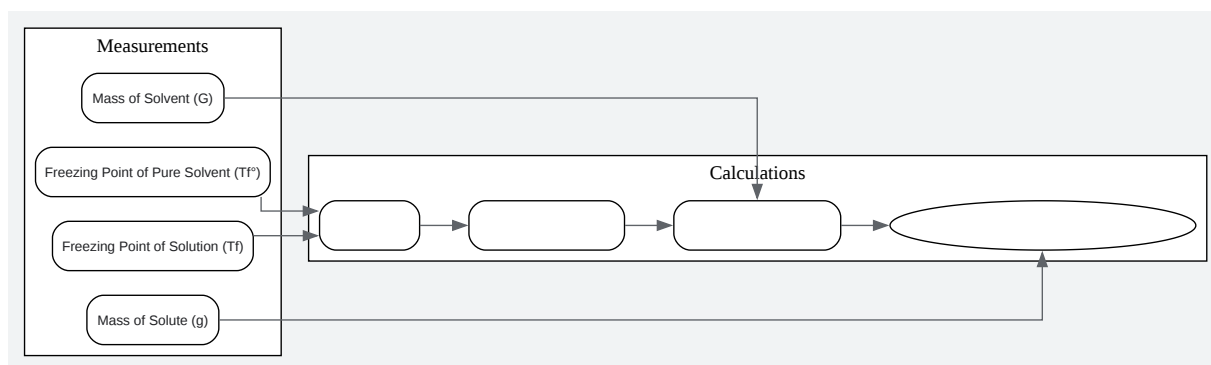 Measurements
Mass of Solvent (G)
Freezing Point of Pure Solvent (Tf°)
Freezing Point of Solution (Tf)
Mass of Solute (g)
Calculations